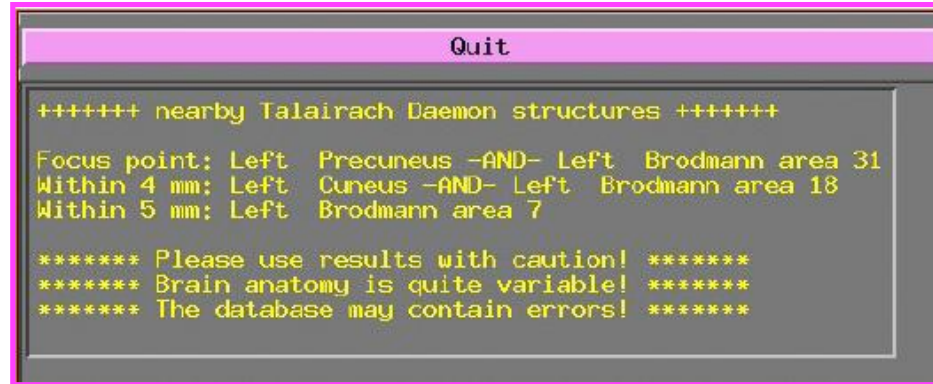 Quit
+++++++ nearby Talairach Daemon structures +++++++
Focus point: Left  Precuneus -AND- Left  Brodmann area 31
Within 4 mm: Left  Cuneus -AND- Left  Brodmann area 18
Within 5 mm: Left  Brodmann area 7
******* Please use results with caution! *******
******* Brain anatomy is quite variable! *******
******* The database may contain errors! *******